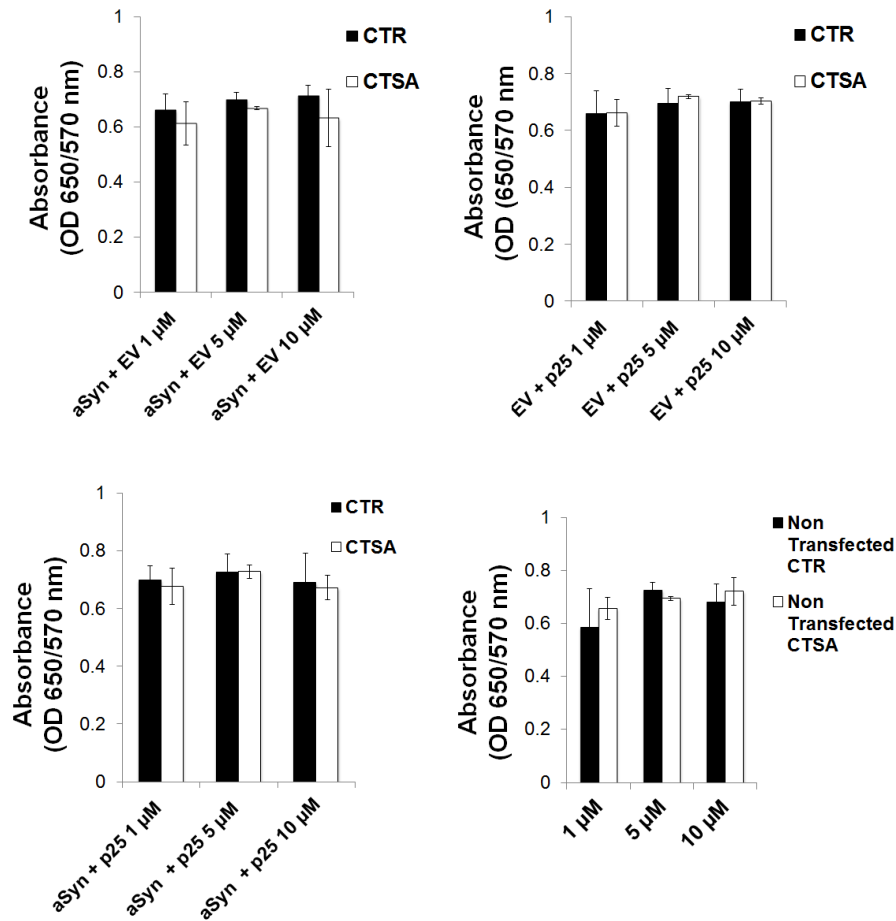 Absorbance
(OD 650/570 nm)
1
0.8
0.6
0.4
0.2
0
CTR
CTSA
aSyn + EV 1 µM
aSyn + EV 5 µM
aSyn + EV 10 µM
Absorbance
(OD (650/570 nm)
1
0.8
0.6
0.4
0.2
0
CTR
CTSA
EV + p25 1 µM
EV + p25 5 µM
EV + p25 10 µM
Absorbance
(OD 650/570 nm)
1
0.8
0.6
0.4
0.2
0
CTR
CTSA
aSyn + p25 1 µM
aSyn + p25 5 µM
aSyn + p25 10 µM
Absorbance
(OD 650/570 nm)
1
0.8
0.6
0.4
0.2
0
Non
Transfected
CTR
Non
Transfected
CTSA
1 µM
5 µM
10 µM